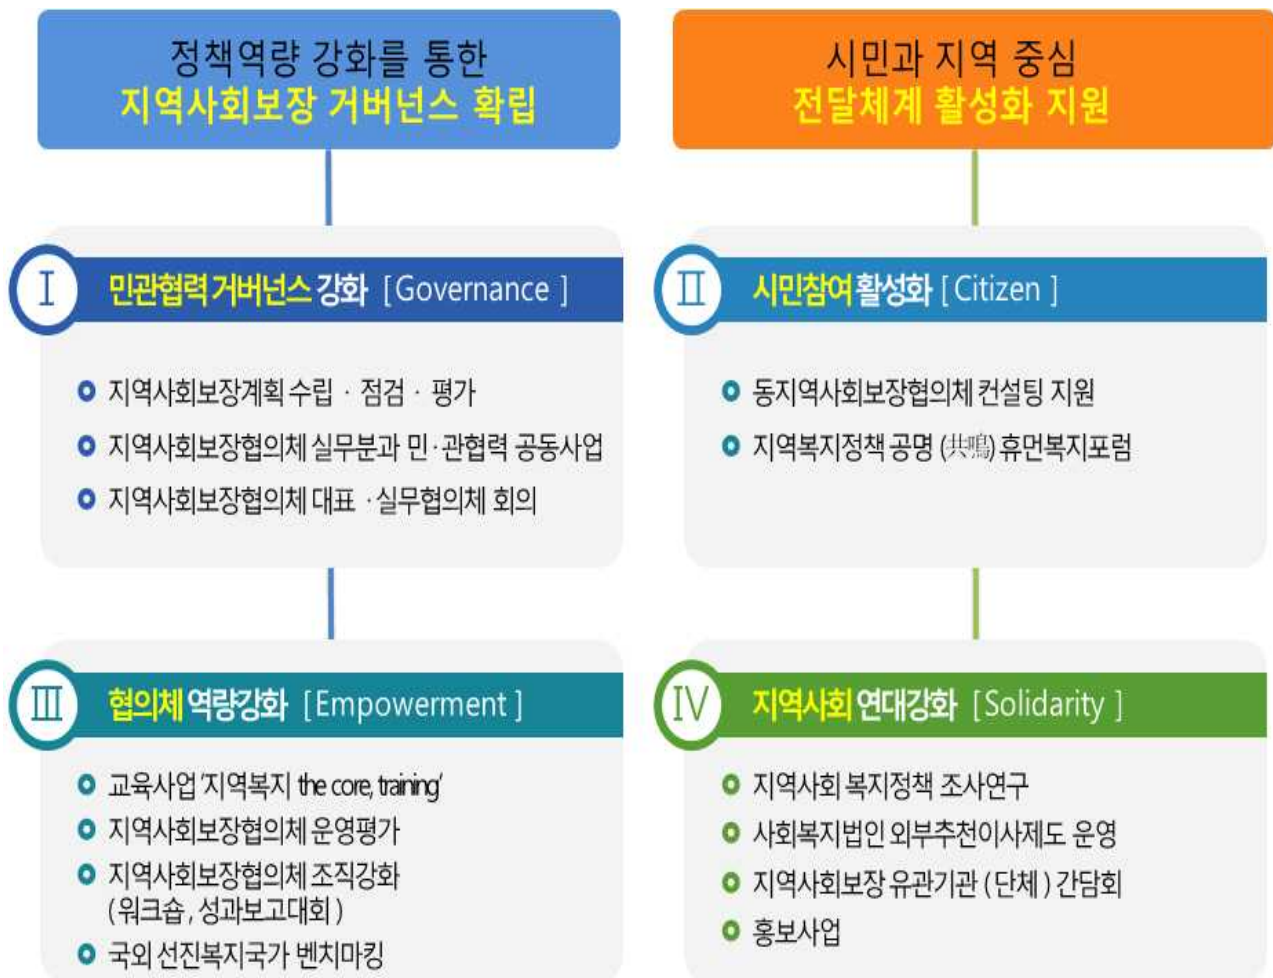 정책역량 강화를 통한
지역사회보장 거버넌스 확립
시민과 지역 중심
전달체계 활성화 지원
Ⅰ 민관협력 거버넌스 강화 [ Governance ]
지역사회보장계획 수립 · 점검 · 평가
지역사회보장협의체 실무분과 민·관협력 공동사업
지역사회보장협의체 대표 · 실무협의체 회의
Ⅱ 시민참여 활성화 [ Citizen ]
동지역사회보장협의체 컨설팅 지원
지역복지정책 공명 (共鳴) 휴먼복지포럼
Ⅲ 협의체 역량강화 [ Empowerment ]
교육사업 '지역복지 the core, training'
지역사회보장협의체 운영평가
지역사회보장협의체 조직강화
( 워크숍 , 성과보고대회 )
국외 선진복지국가 벤치마킹
Ⅳ 지역사회 연대강화 [ Solidarity ]
지역사회 복지정책 조사연구
사회복지법인 외부추천이사제도 운영
지역사회보장 유관기관 ( 단체 ) 간담회
홍보사업